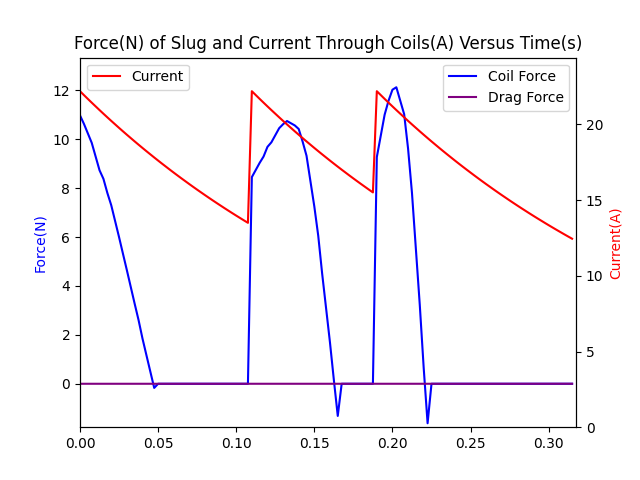 Force(N) of Slug and Current Through Coils(A) Versus Time(s)
Current
Coil Force
Drag Force
Force(N)
12
10
8
6
4
2
0
20
15
10
5
0
Current(A)
0.00 0.05 0.10 0.15 0.20 0.25 0.30